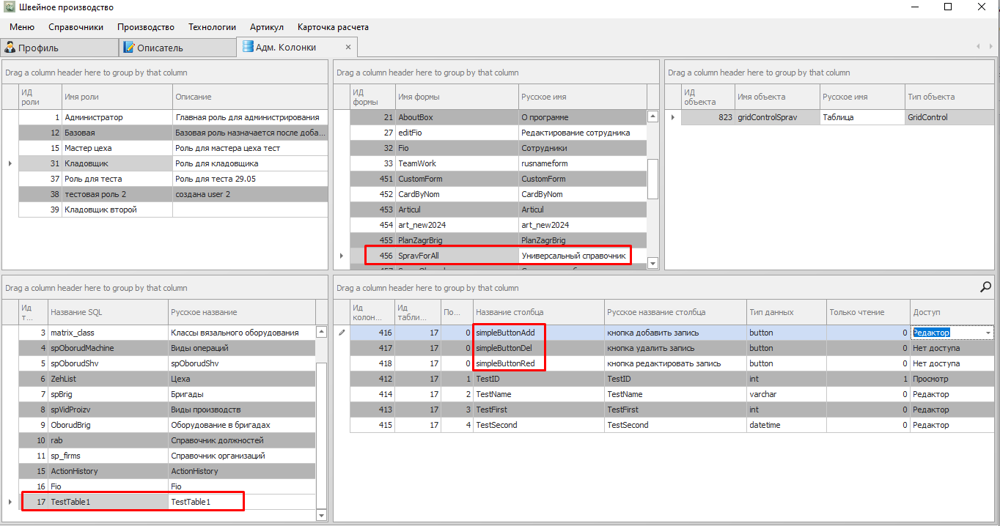 Швейное производство
Меню Справочники Производство Технологии Артикул Карточка расчета
Профиль Описатель Адм. Колонки
Drag a column header here to group by that column
ИД роли Имя роли Описание
1 Администратор Главная роль для администрирования
12 Базовая Базовая роль назначается после доба...
15 Мастер цеха Роль для мастера цеха тест
31 Кладовщик Роль для кладовщика
37 Роль для теста Роль для теста 29.05
38 тестовая роль 2 создана user 2
39 Кладовщик второй
Drag a column header here to group by that column
ИД формы Имя формы Русское имя
21 AboutBox О программе
27 editFio Редактирование сотрудника
32 Fio Сотрудники
33 TeamWork rusnameform
451 CustomForm CustomForm
452 CardByNom CardByNom
453 Articul Articul
454 art_new2024 art_new2024
455 PlanZagrBrig PlanZagrBrig
456 SpravForAll Универсальный справочник
Drag a column header here to group by that column
ИД объекта Имя объекта Русское имя Тип объекта
823 gridControlSprav Таблица GridControl
Drag a column header here to group by that column
Ид т... Название SQL Русское название
3 matrix_class Классы вязального оборудования
4 spOborudMachine Виды операций
5 spOborudShv spOborudShv
6 ZehList Цеха
7 spBrig Бригады
8 spVidProizv Виды производств
9 OborudBrig Оборудование в бригадах
10 rab Справочник должностей
11 sp_firms Справочник организаций
15 ActionHistory ActionHistory
16 Fio Fio
17 TestTable1 TestTable1
Drag a column header here to group by that column
Ид колон... Ид табли... По... Название столбца Русское название столбца Тип данных Только чтение Доступ
416 17 0 simpleButtonAdd кнопка добавить запись button 0 Редактор
417 17 0 simpleButtonDel кнопка удалить запись button 0 Нет доступа
418 17 0 simpleButtonRed кнопка редактировать запись button 0 Нет доступа
412 17 1 TestID TestID int 1 Просмотр
414 17 2 TestName TestName varchar 0 Редактор
413 17 3 TestFirst TestFirst int 0 Редактор
415 17 4 TestSecond TestSecond datetime 0 Редактор